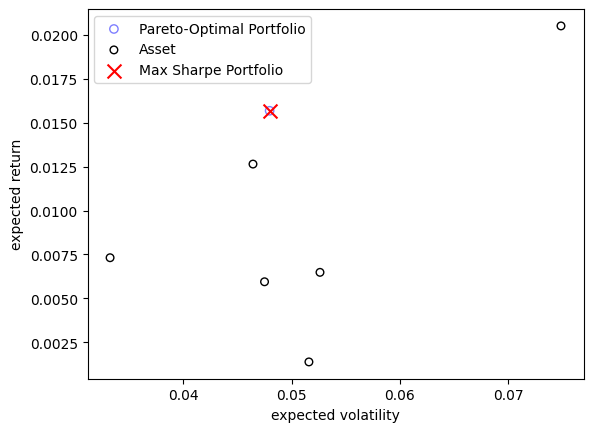 Pareto-Optimal Portfolio
Asset
Max Sharpe Portfolio
expected return
0.0200
0.0175
0.0150
0.0125
0.0100
0.0075
0.0050
0.0025
0.04
0.05
0.06
0.07
expected volatility